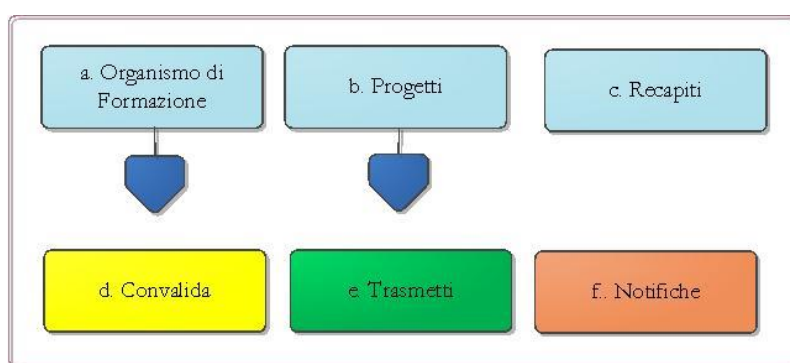 a. Organismo di
Formazione
b. Progetti
c. Recapiti
d. Convalida
e. Trasmetti
f.. Notifiche